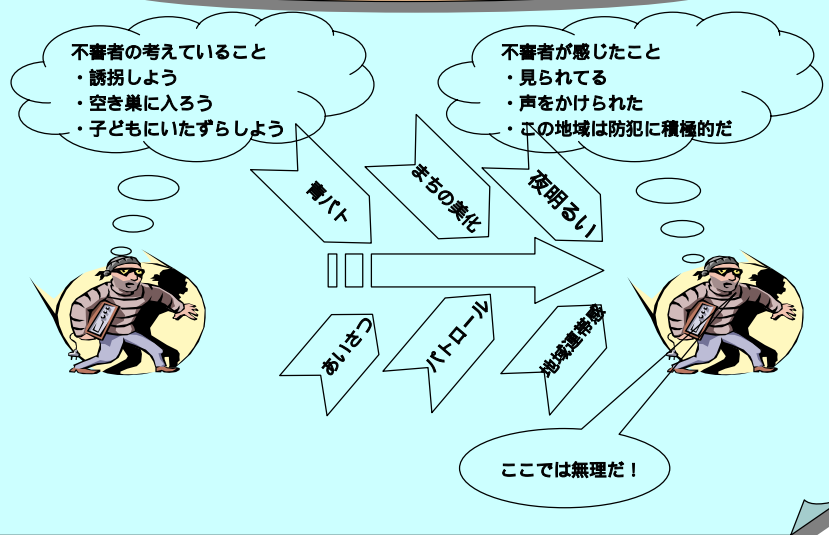 不審者の考えていること
・誘拐しよう
・空き巣に入ろう
・子どもにいたずらしよう
不審者が感じたこと
・見られてる
・声をかけられた
・この地域は防犯に積極的だ
青パト
まちの美化
夜明るい
あいさつ
パトロール
地域連帯感
ここでは無理だ！